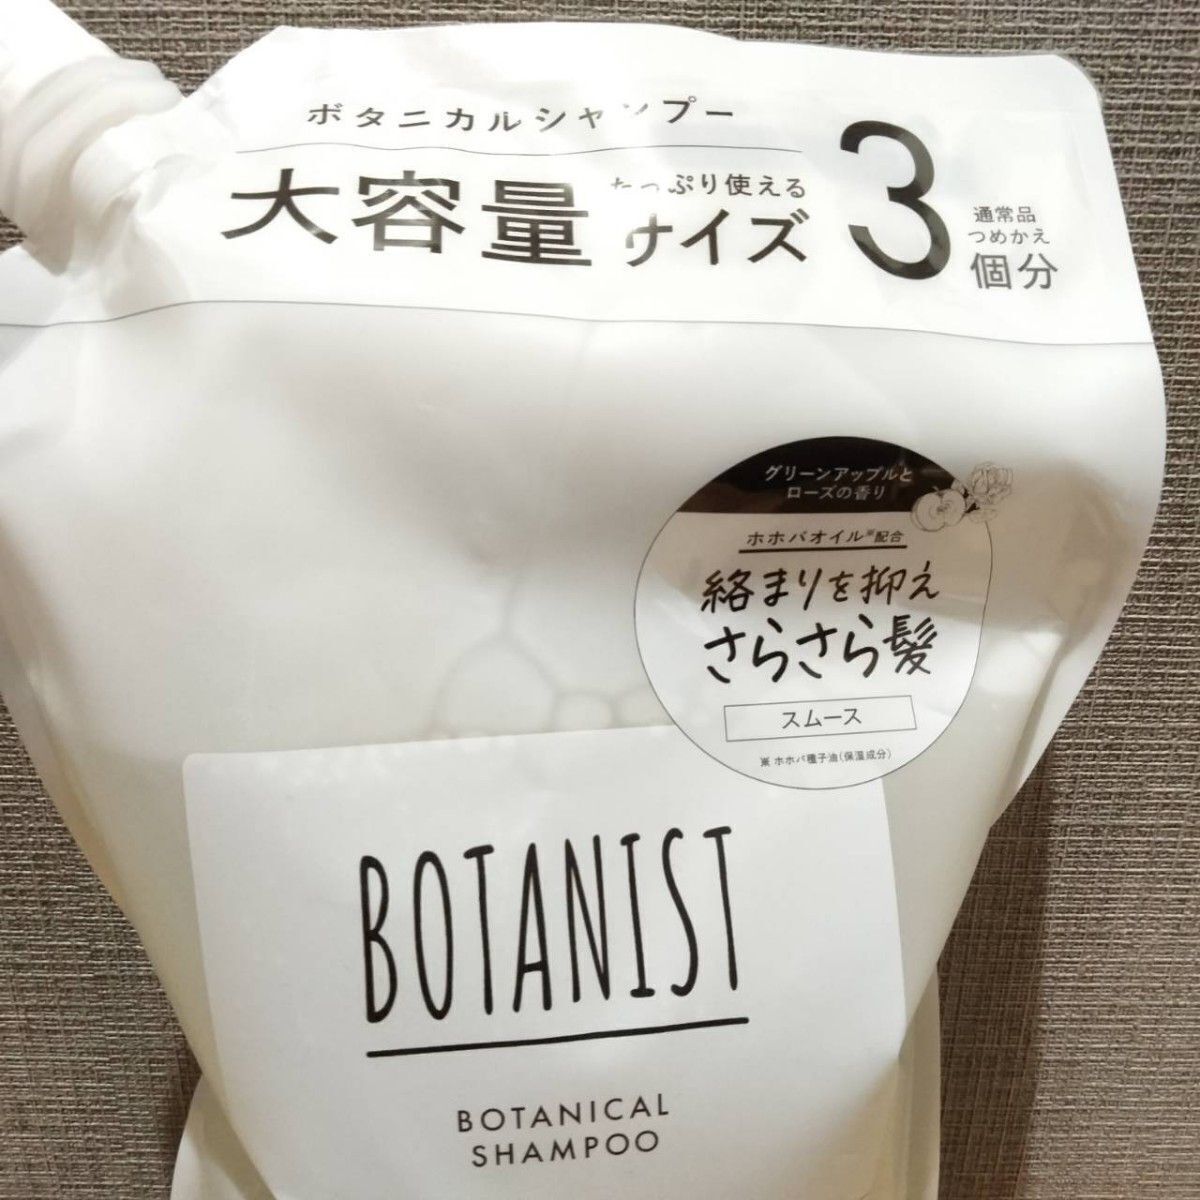 ボタニカルシャンプー
大容量
たっぷり使える
サイズ
3
通常品
つめかえ
個分
グリーンアップルと
ローズの香り
ホホバオイル※配合
絡まりを抑え
さらさら髪
スムース
※ ホホバ種子油(保湿成分)
BOTANIST
BOTANICAL
SHAMPOO